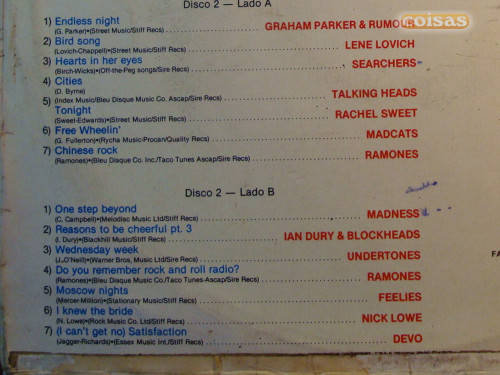 coisas
Disco 2 — Lado A
1) Endless night
(G. Parker)•(Street Music/Stiff Recs) GRAHAM PARKER & RUMOUR
2) Bird song
(Lovich-Chappell)•(Street Music/Stiff Recs) LENE LOVICH
3) Hearts in her eyes
(Birch-Wicks)•(Off-the-Peg songs/Sire Recs) SEARCHERS
4) Cities
(D. Byrne)
5) (Index Music/Bleu Disque Music Co. Ascap/Sire Recs) TALKING HEADS
Tonight
(Sweet-Edwards)•(Street Music/Stiff Recs) RACHEL SWEET
6) Free Wheelin'
(G. Fullerton)•(Rycha Music-Procan/Quality Recs) MADCATS
7) Chinese rock
(Ramones)•(Bleu Disque Co. Inc./Taco Tunes Ascap/Sire Recs) RAMONES
Disco 2 — Lado B
1) One step beyond
(C. Campbell)•(Melodisc Music Ltd/Stiff Recs) MADNESS
2) Reasons to be cheerful pt. 3
(I. Dury)•(Blackhill Music/Stiff Recs) IAN DURY & BLOCKHEADS
3) Wednesday week
(J.J.O'Neill)•(Warner Bros, Music Ltd/Sire Recs) UNDERTONES
4) Do you remember rock and roll radio?
(Ramones)•(Bleu Disque Music Co./Taco Tunes-Ascap/Sire Recs) RAMONES
5) Moscow nights
(Mercer-Million)•(Stationary Music/Stiff Recs) FEELIES
6) I knew the bride
(N. Lowe)•(Rock Music Co. Ltd/Stiff Recs) NICK LOWE
7) (I can't get no) Satisfaction
(Jagger-Richards)•(Essex Music Int./Stiff Recs) DEVO
FA